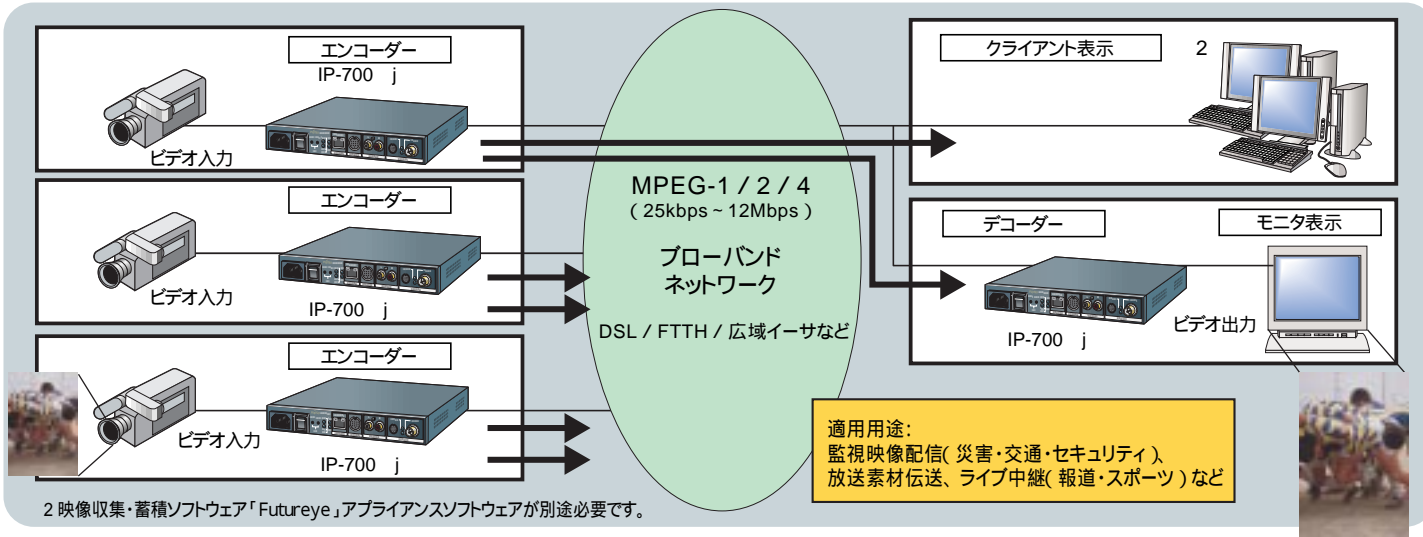 エンコーダー
IP-700 j
ビデオ入力
エンコーダー
ビデオ入力
IP-700 j
エンコーダー
ビデオ入力
IP-700 j
MPEG-1 / 2 / 4
( 25kbps ~ 12Mbps )
ブローバンド
ネットワーク
DSL / FTTH / 広域イーサなど
クライアント表示 2
デコーダー
モニタ表示
IP-700 j
ビデオ出力
適用用途:
監視映像配信( 災害・交通・セキュリティ )、
放送素材伝送、ライブ中継( 報道・スポーツ ) など
2 映像収集・蓄積ソフトウェア「Futureye」アプライアンスソフトウェアが別途必要です。